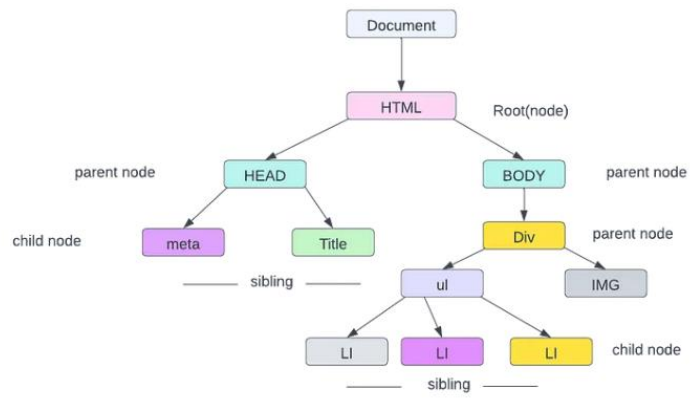 Document
HTML
Root(node)
parent node
HEAD
BODY
parent node
child node
meta
Title
Div
parent node
sibling
ul
IMG
LI
LI
LI
child node
sibling